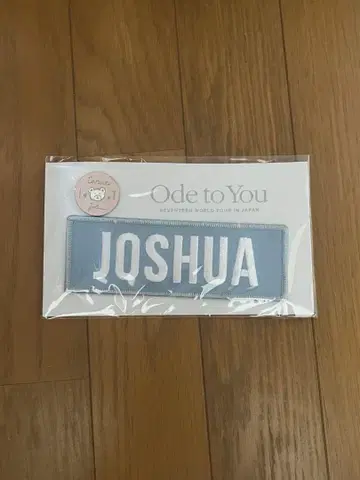 Ode to You
SEVENTEEN WORLD TOUR IN JAPAN
JOSHUA